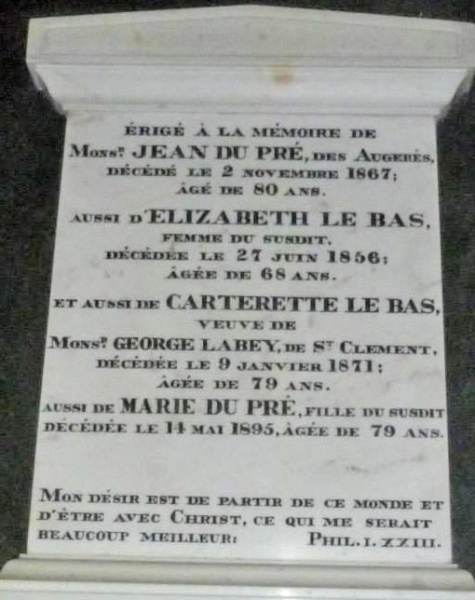 ÉRIGÉ À LA MÉMOIRE DE
MONSR. JEAN DU PRÉ, DES AUGERÉS,
DÉCÉDÉ LE 2 NOVEMBRE 1867;
ÂGÉ DE 80 ANS.
AUSSI D'ELIZABETH LE BAS,
FEMME DU SUSDIT,
DÉCÉDÉE LE 27 JUIN 1856;
ÂGÉE DE 68 ANS.
ET AUSSI DE CARTERETTE LE BAS,
VEUVE DE
MONSR. GEORGE LABEY, DE ST CLEMENT,
DÉCÉDÉE LE 9 JANVIER 1871;
ÂGÉE DE 79 ANS.
AUSSI DE MARIE DU PRÉ, FILLE DU SUSDIT
DÉCÉDÉE LE 14 MAI 1895, ÂGÉE DE 79 ANS.
MON DÉSIR EST DE PARTIR DE CE MONDE ET
D'ÊTRE AVEC CHRIST, CE QUI ME SERAIT
BEAUCOUP MEILLEUR: PHIL. I. XXIII.